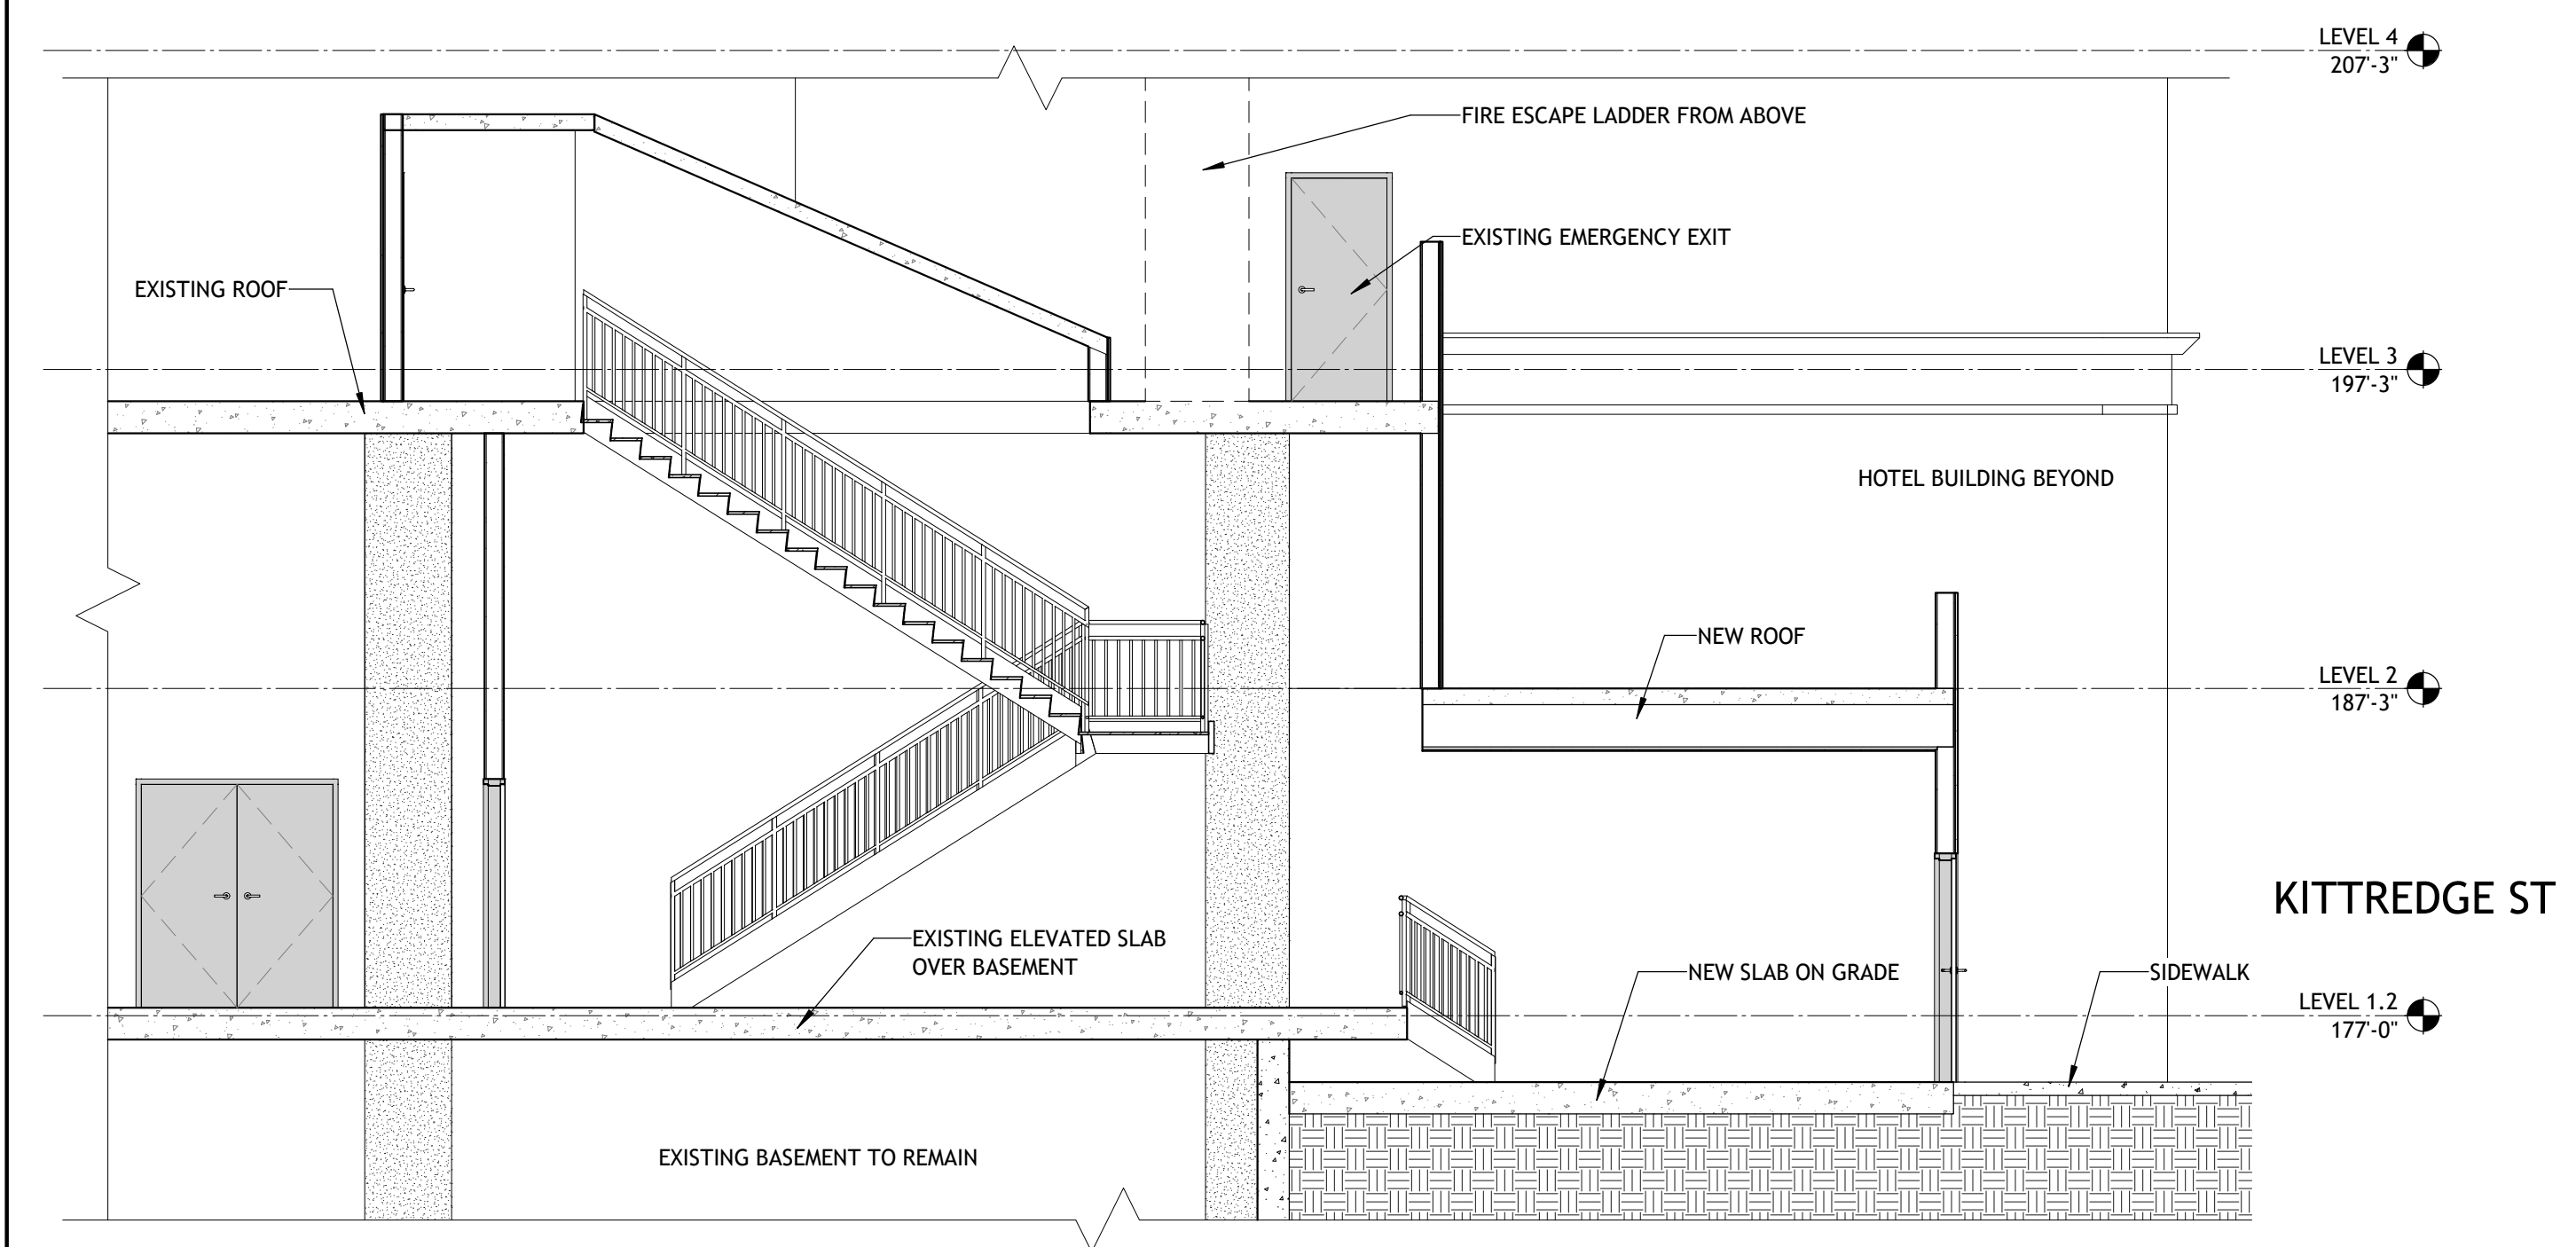 LEVEL 4
207'-3"
FIRE ESCAPE LADDER FROM ABOVE
EXISTING EMERGENCY EXIT
EXISTING ROOF
LEVEL 3
197'-3"
HOTEL BUILDING BEYOND
NEW ROOF
LEVEL 2
187'-3"
KITTREDGE ST
EXISTING ELEVATED SLAB
OVER BASEMENT
NEW SLAB ON GRADE
SIDEWALK
LEVEL 1.2
177'-0"
EXISTING BASEMENT TO REMAIN